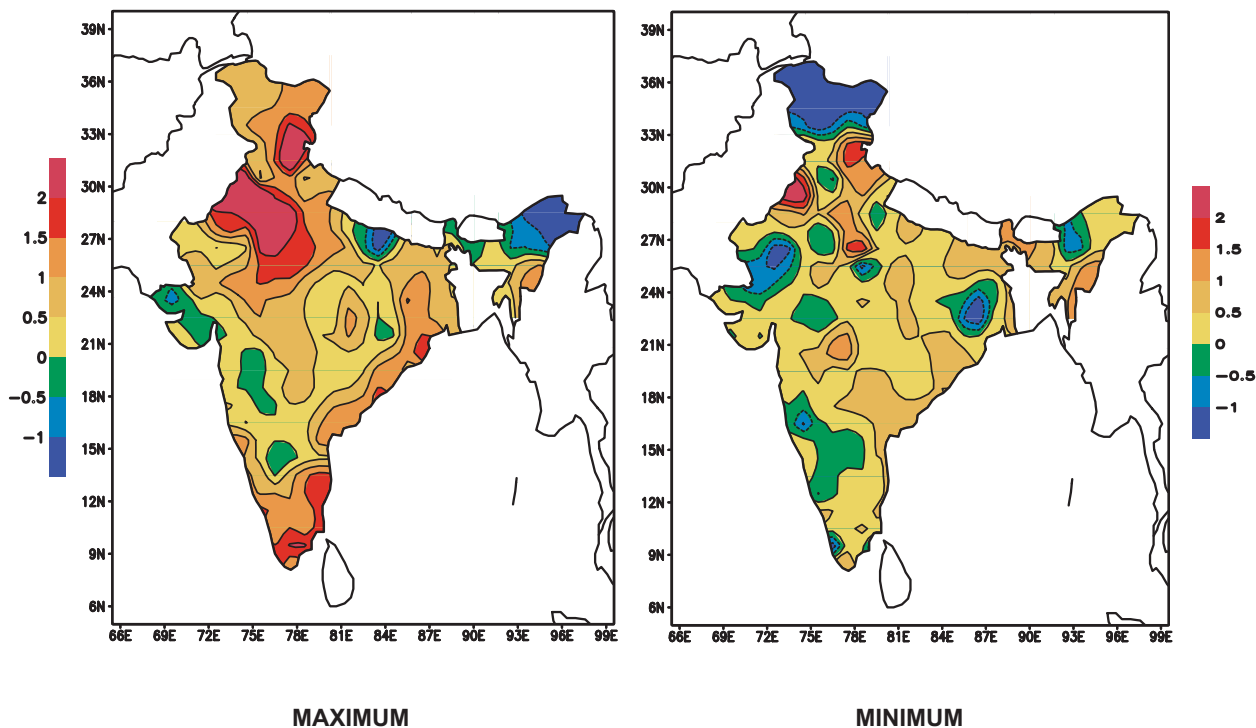 39N
36N
33N
30N
27N
24N
21N
18N
15N
12N
9N
6N
66E 69E 72E 75E 78E 81E 84E 87E 90E 93E 96E 99E
2
1.5
1
0.5
0
−0.5
−1
MAXIMUM
39N
36N
33N
30N
27N
24N
21N
18N
15N
12N
9N
6N
66E 69E 72E 75E 78E 81E 84E 87E 90E 93E 96E 99E
2
1.5
1
0.5
0
−0.5
−1
MINIMUM